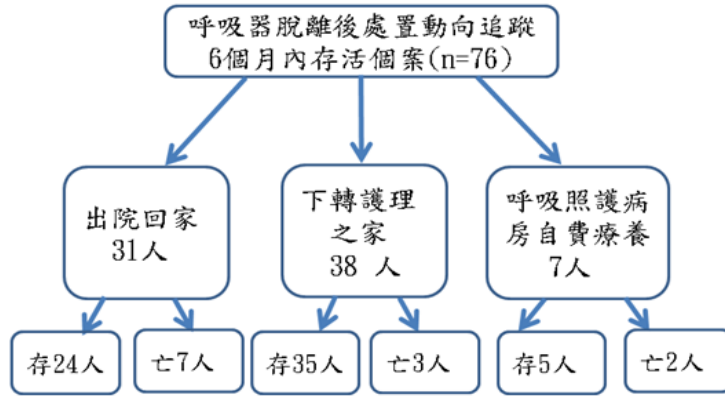 呼吸器脫離後處置動向追蹤
6個月內存活個案(n=76)
出院回家
31人
下轉護理
之家
38 人
呼吸照護病
房自費療養
7人
存24人
亡7人
存35人
亡3人
存5人
亡2人